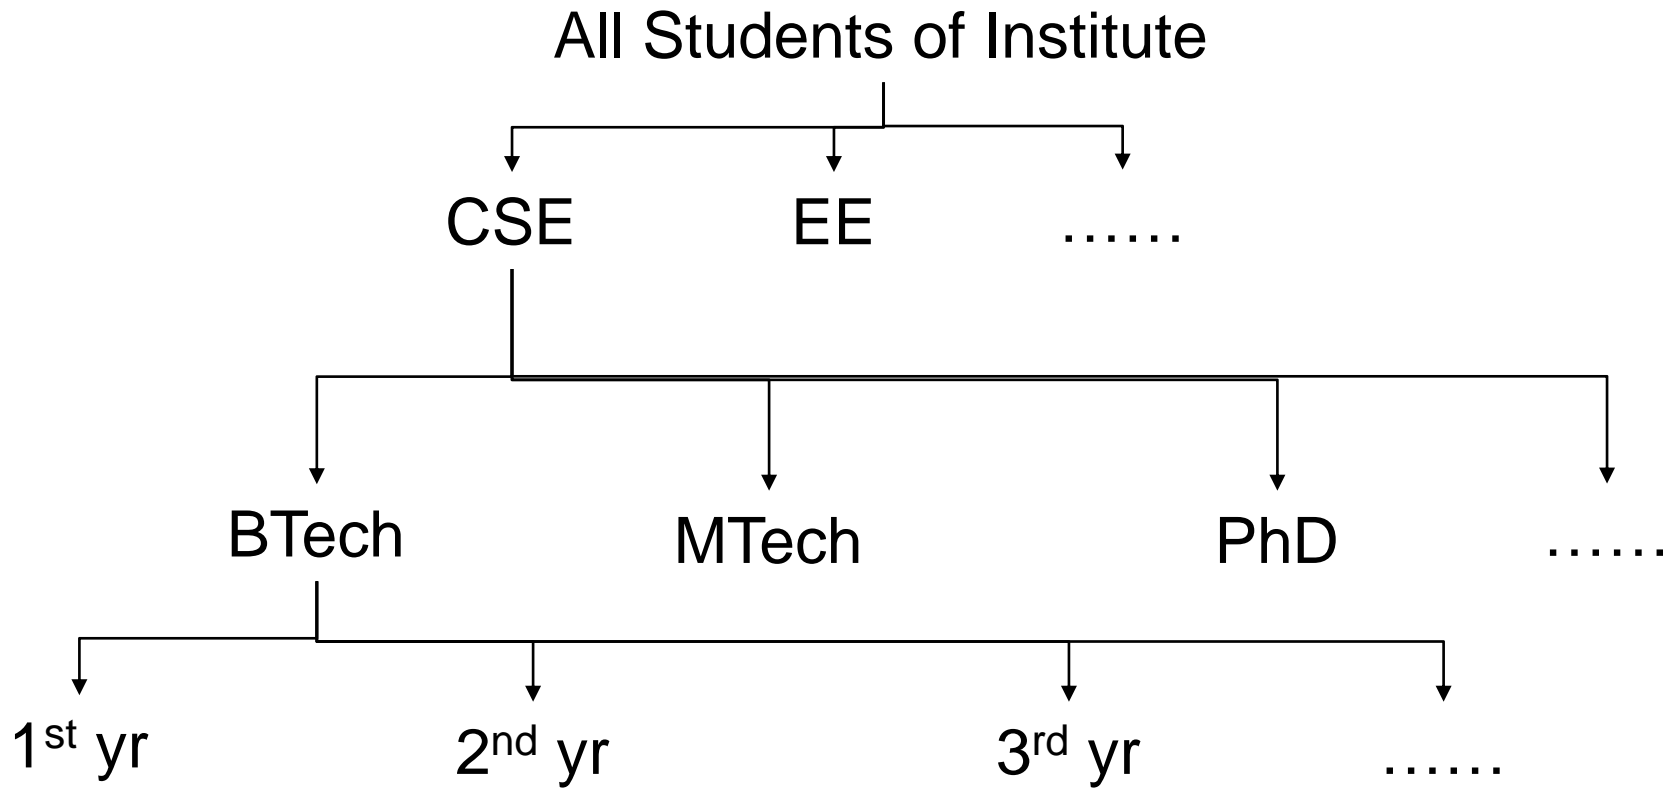 All Students of Institute
CSE EE ......
BTech MTech PhD ......
1st yr 2nd yr 3rd yr ......